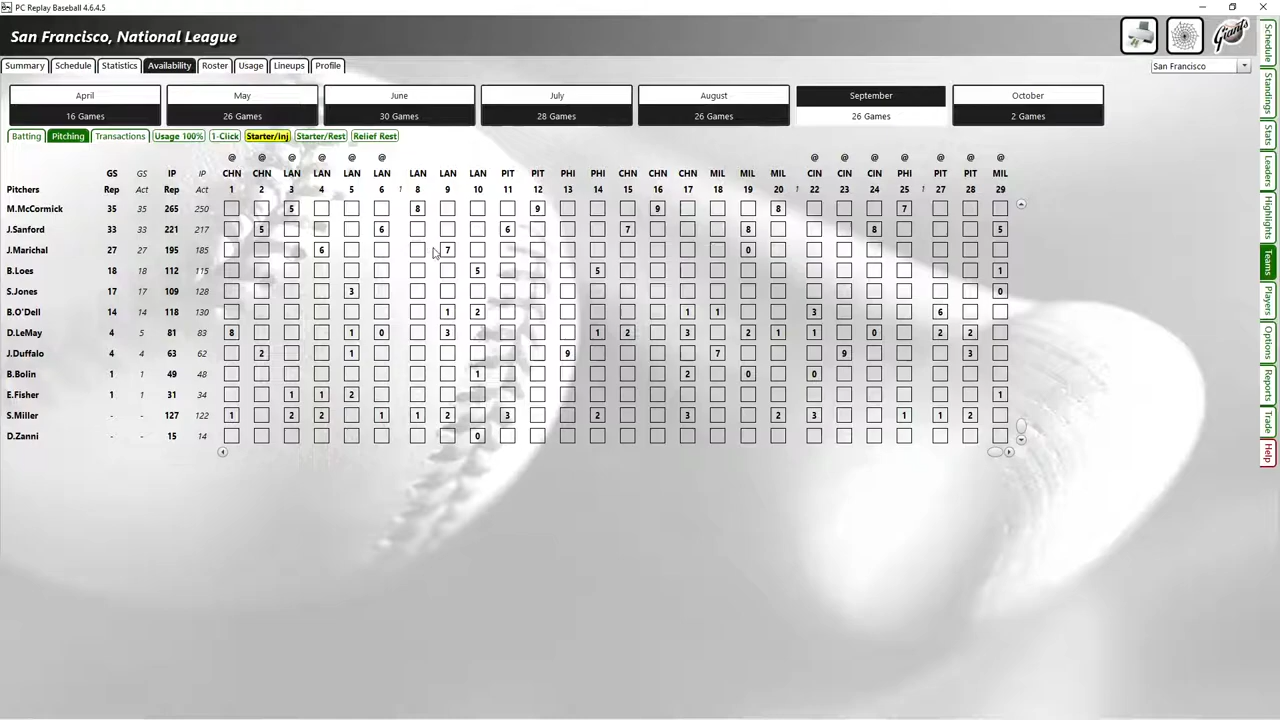 PC Replay Baseball 4.6.4.5
San Francisco, National League
Giants
Summary Schedule Statistics Availability Roster Usage Lineups Profile
San Francisco
April May June July August September October
16 Games 26 Games 30 Games 28 Games 26 Games 26 Games 2 Games
Batting Pitching Transactions Usage 100% 1-Click Starter/Inj Starter/Rest Relief Rest
@ @ @ @ @ @ @ @ @ @ @ @
GS GS IP IP CHN CHN LAN LAN LAN LAN LAN LAN LAN PIT PIT PHI PHI CHN CHN CHN MIL MIL MIL CIN CIN CIN PHI PIT PIT MIL
Pitchers Rep Act Rep Act 1 2 3 4 5 6 1 8 9 10 11 12 13 14 15 16 17 18 19 20 1 22 23 24 25 1 27 28 29
M.McCormick 35 35 265 250 5 8 9 9 8 7
J.Sanford 33 33 221 217 5 6 6 7 8 8 5
J.Marichal 27 27 195 185 6 7 0
B.Loes 18 18 112 115 5 5 1
S.Jones 17 17 109 128 3 0
B.O'Dell 14 14 118 130 1 2 1 1 3 6
D.LeMay 4 5 81 83 8 1 0 3 1 2 3 2 1 1 0 2 2
J.Duffalo 4 4 63 62 2 1 9 7 9 3
B.Bolin 1 1 49 48 1 2 0 0
E.Fisher 1 1 31 34 1 1 2 1
S.Miller - - 127 122 1 2 2 1 1 2 3 2 3 2 3 1 1 2
D.Zanni - - 15 14 0
Schedule
Standings
Stats
Leaders
Highlights
Teams
Players
Options
Reports
Trade
Help